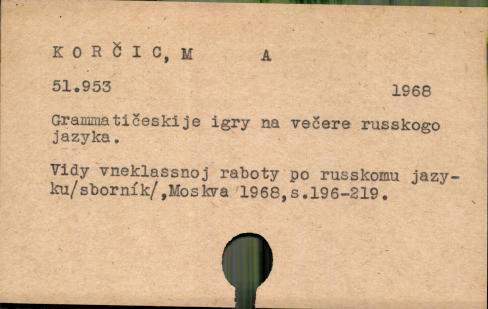 KORČIC, M A
51.953 1968
Grammatičeskije igry na večere russkogo
jazyka.
Vidy vneklassnoj raboty po russkomu jazy-
ku/sborník/,Moskva 1968,s.196-219.